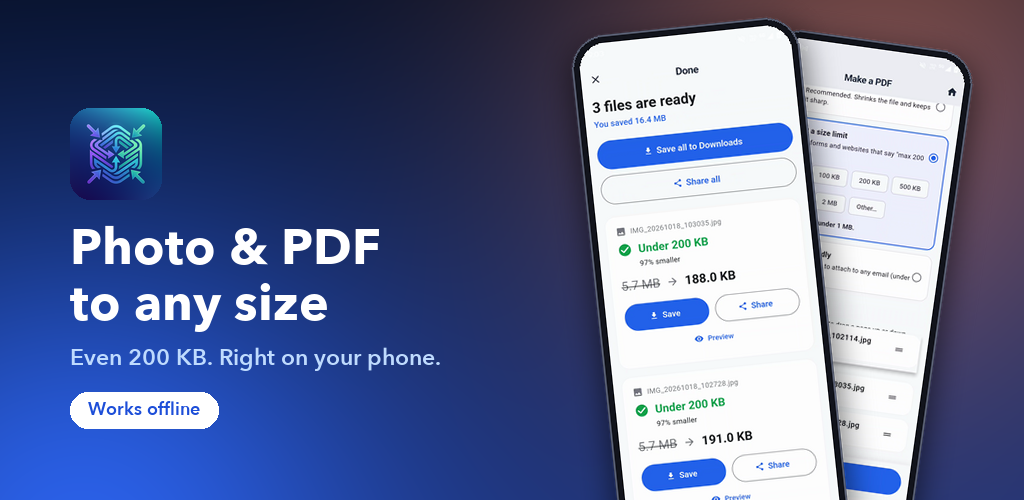 Photo & PDF
to any size
Even 200 KB. Right on your phone.
Works offline
Done
3 files are ready
You saved 16.4 MB
Save all to Downloads
Share all
IMG_20261018_103035.jpg
Under 200 KB
97% smaller
5.7 MB → 188.0 KB
Save
Share
Preview
IMG_20261018_102728.jpg
Under 200 KB
97% smaller
5.7 MB → 191.0 KB
Save
Share
Preview
Make a PDF
Recommended. Shrinks the file and keeps
it sharp.
a size limit
forms and websites that say "max 200
100 KB
200 KB
500 KB
2 MB
Other...
under 1 MB.
dly
to attach to any email (under
102114.jpg
035.jpg
28.jpg